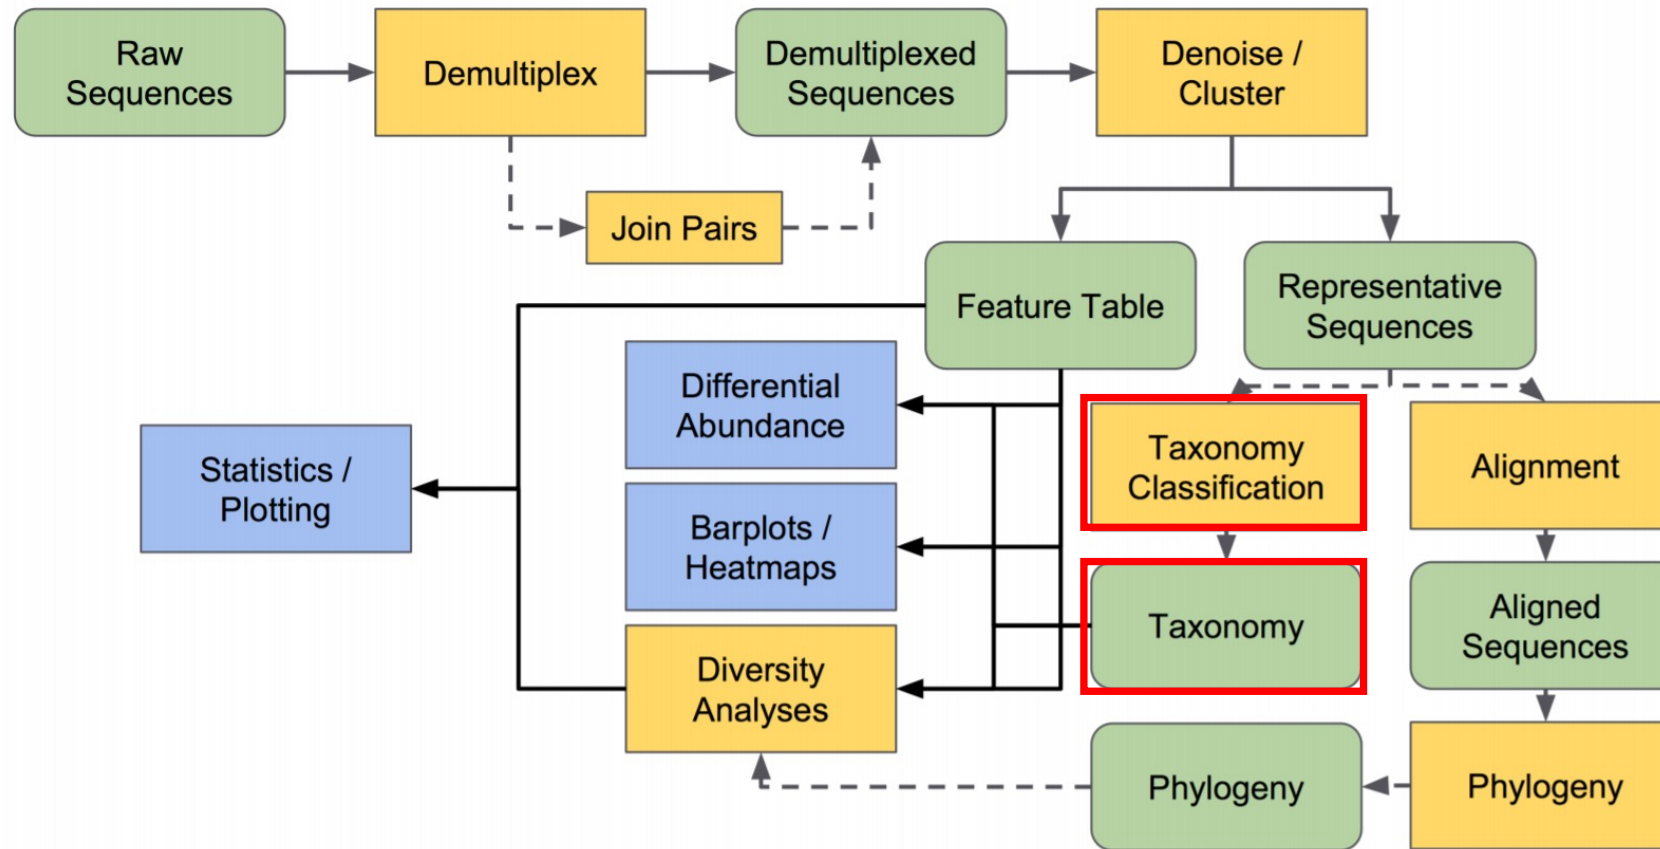 Raw
Sequences
Demultiplex
Demultiplexed
Sequences
Denoise /
Cluster
Join Pairs
Feature Table
Representative
Sequences
Differential
Abundance
Statistics /
Plotting
Taxonomy
Classification
Alignment
Barplots /
Heatmaps
Taxonomy
Aligned
Sequences
Diversity
Analyses
Phylogeny
Phylogeny